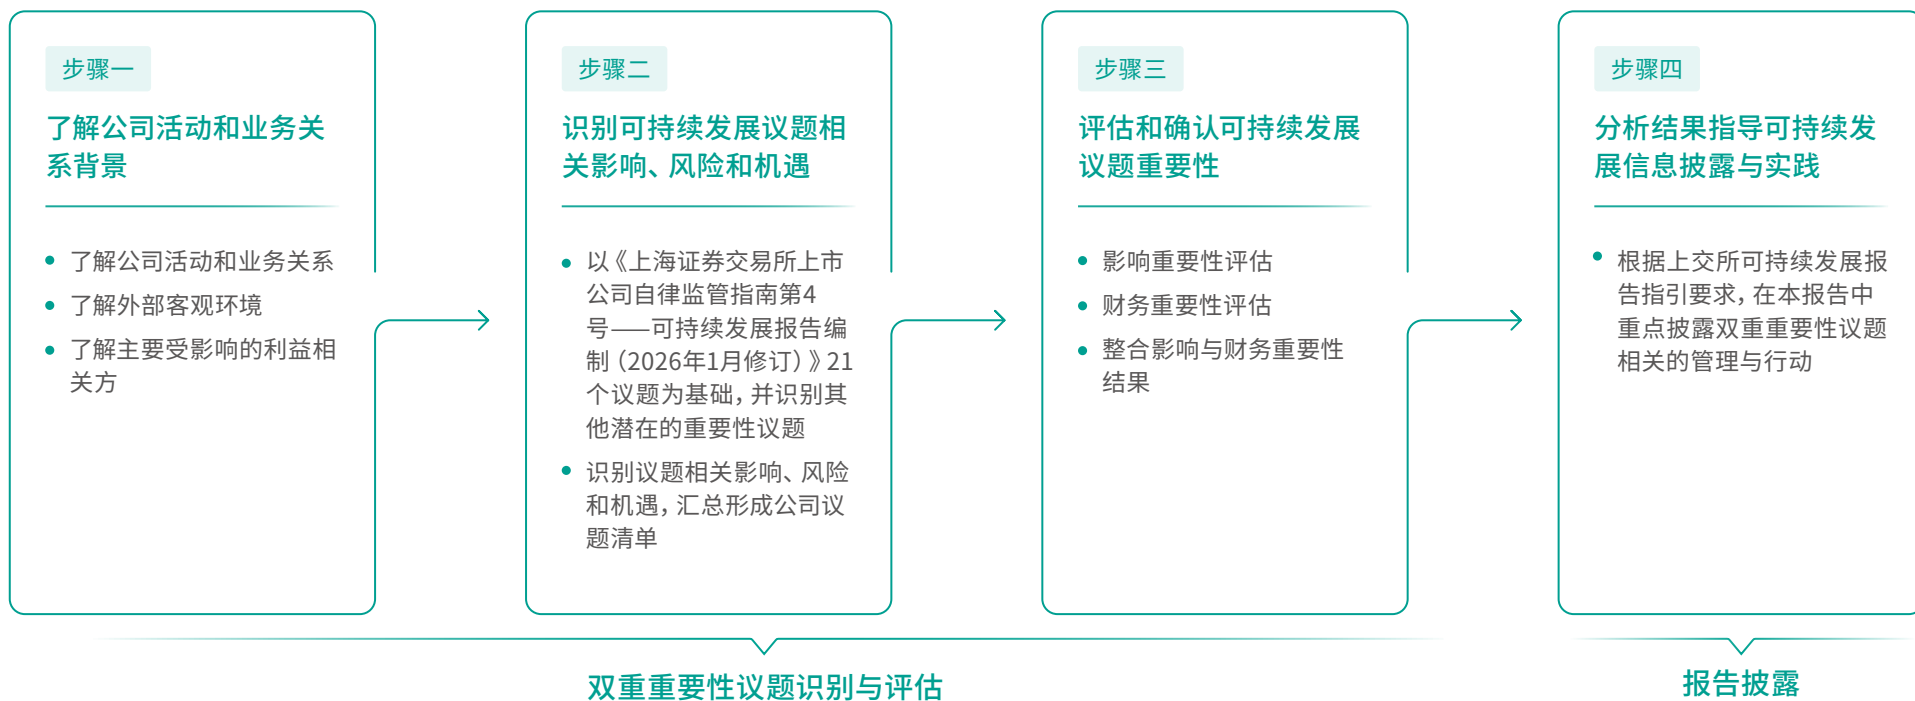 步骤一
了解公司活动和业务关
系背景
了解公司活动和业务关系
了解外部客观环境
了解主要受影响的利益相
关方
步骤二
识别可持续发展议题相
关影响、风险和机遇
以《上海证券交易所上市
公司自律监管指南第4
号——可持续发展报告编
制（2026年1月修订）》21
个议题为基础，并识别其
他潜在的重要性议题
识别议题相关影响、风险
和机遇，汇总形成公司议
题清单
步骤三
评估和确认可持续发展
议题重要性
影响重要性评估
财务重要性评估
整合影响与财务重要性
结果
步骤四
分析结果指导可持续发
展信息披露与实践
根据上交所可持续发展报
告指引要求，在本报告中
重点披露双重重要性议题
相关的管理与行动
双重重要性议题识别与评估
报告披露